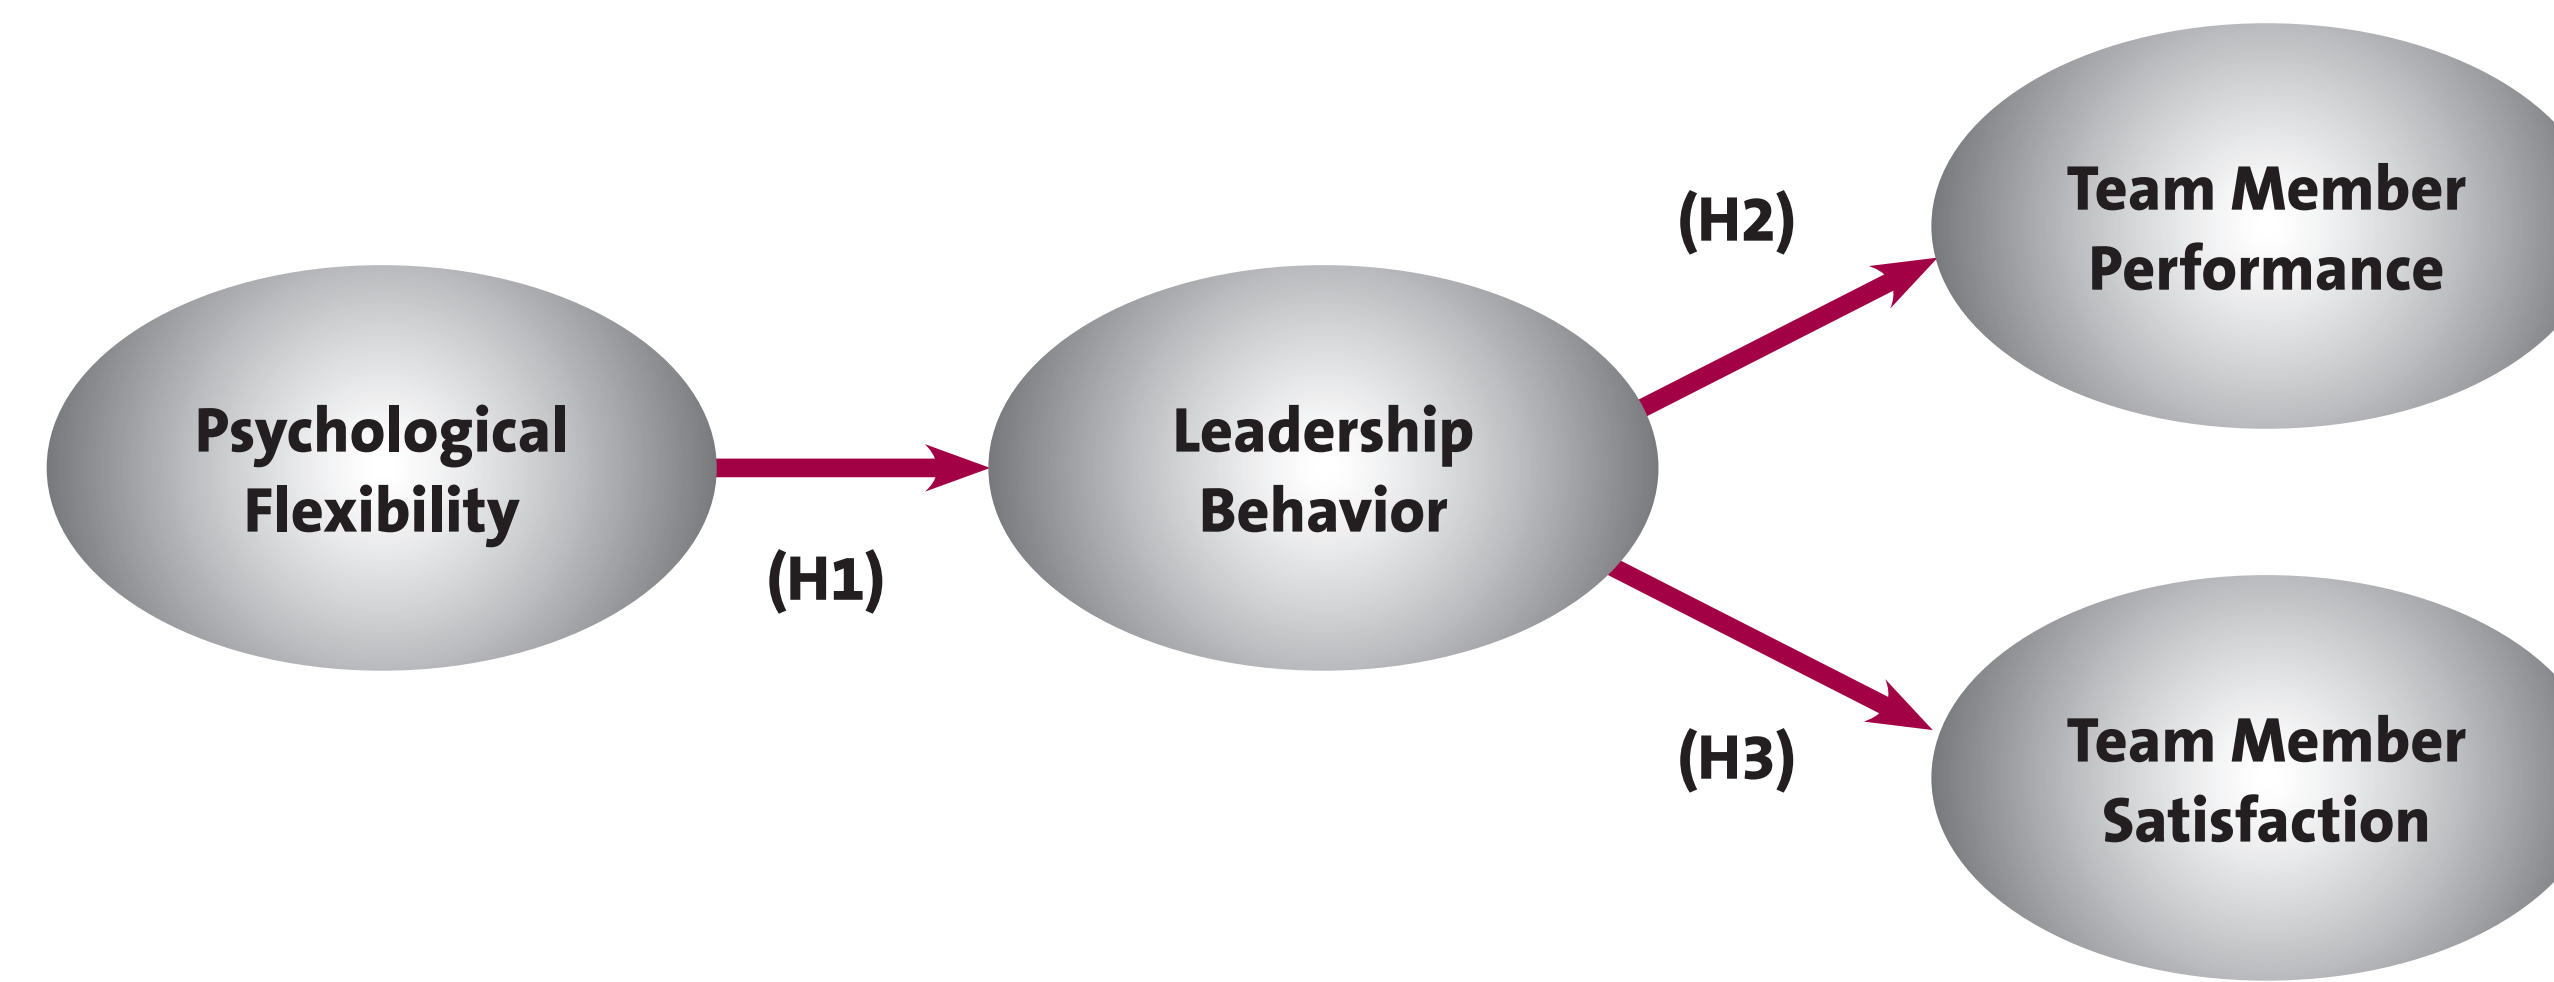 Psychological
Flexibility
(H1)
Leadership
Behavior
(H2)
Team Member
Performance
(H3)
Team Member
Satisfaction